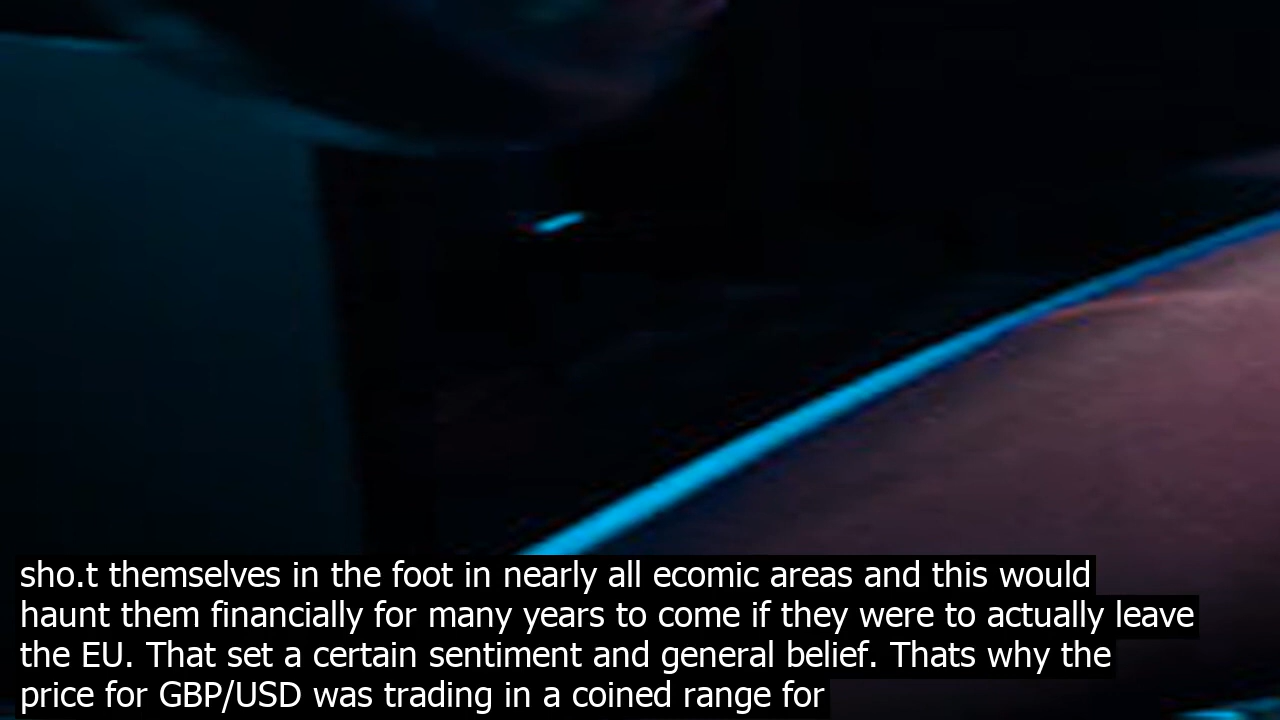 sho.t themselves in the foot in nearly all ecomic areas and this would
haunt them financially for many years to come if they were to actually leave
the EU. That set a certain sentiment and general belief. Thats why the
price for GBP/USD was trading in a coined range for